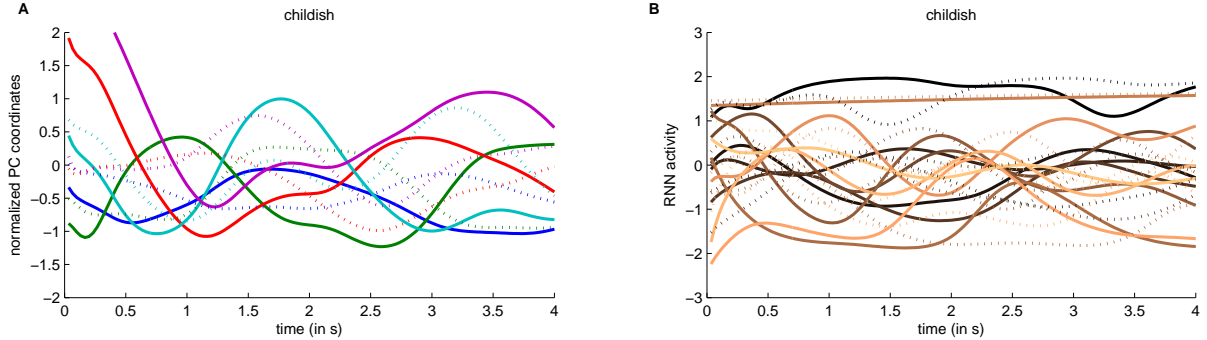 A
childish
normalized PC coordinates
2
1.5
1
0.5
0
−0.5
−1
−1.5
−2
0 0.5 1 1.5 2 2.5 3 3.5 4
time (in s)
B
childish
RNN activity
3
2
1
0
−1
−2
−3
0 0.5 1 1.5 2 2.5 3 3.5 4
time (in s)